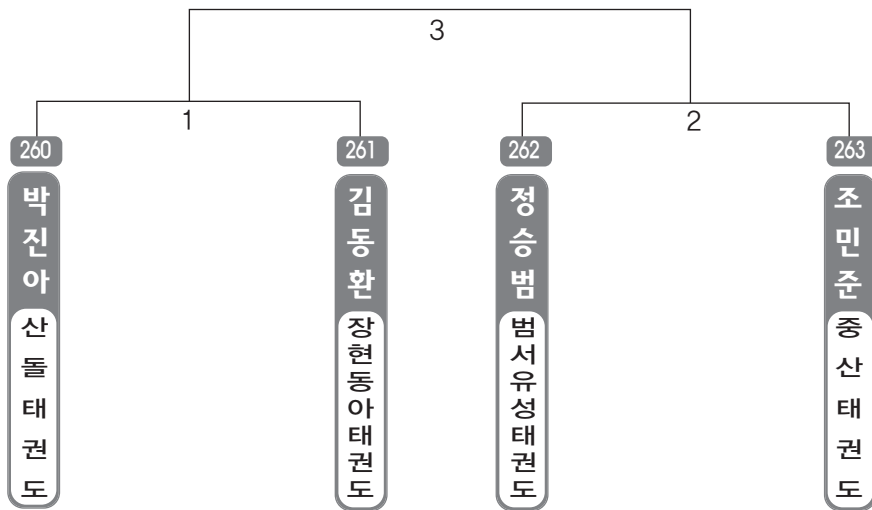 3
1
2
260
261
262
263
박진아
김동환
정승범
조민준
산돌태권도
장현동아태권도
범서유성태권도
중산태권도